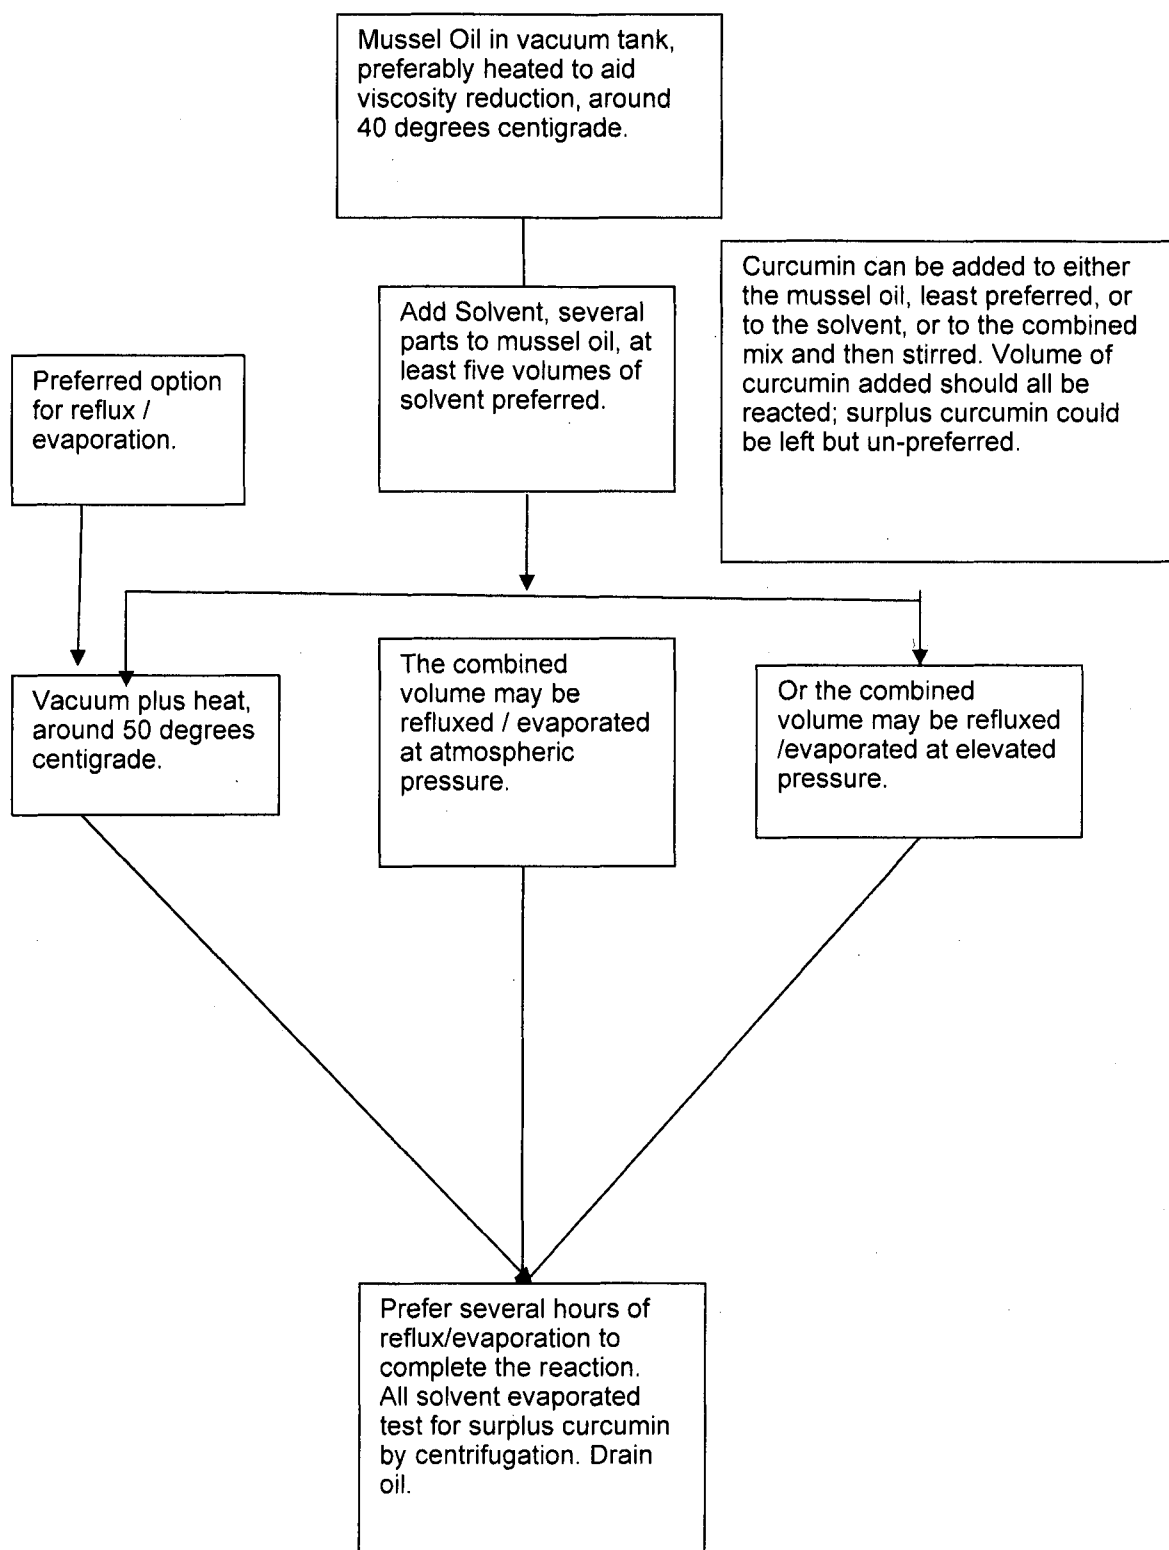 Mussel Oil in vacuum tank,
preferably heated to aid
viscosity reduction, around
40 degrees centigrade.
Add Solvent, several
parts to mussel oil, at
least five volumes of
solvent preferred.
Curcumin can be added to either
the mussel oil, least preferred, or
to the solvent, or to the combined
mix and then stirred. Volume of
curcumin added should all be
reacted; surplus curcumin could
be left but un-preferred.
Preferred option
for reflux /
evaporation.
Vacuum plus heat,
around 50 degrees
centigrade.
The combined
volume may be
refluxed / evaporated
at atmospheric
pressure.
Or the combined
volume may be refluxed
/evaporated at elevated
pressure.
Prefer several hours of
reflux/evaporation to
complete the reaction.
All solvent evaporated
test for surplus curcumin
by centrifugation. Drain
oil.